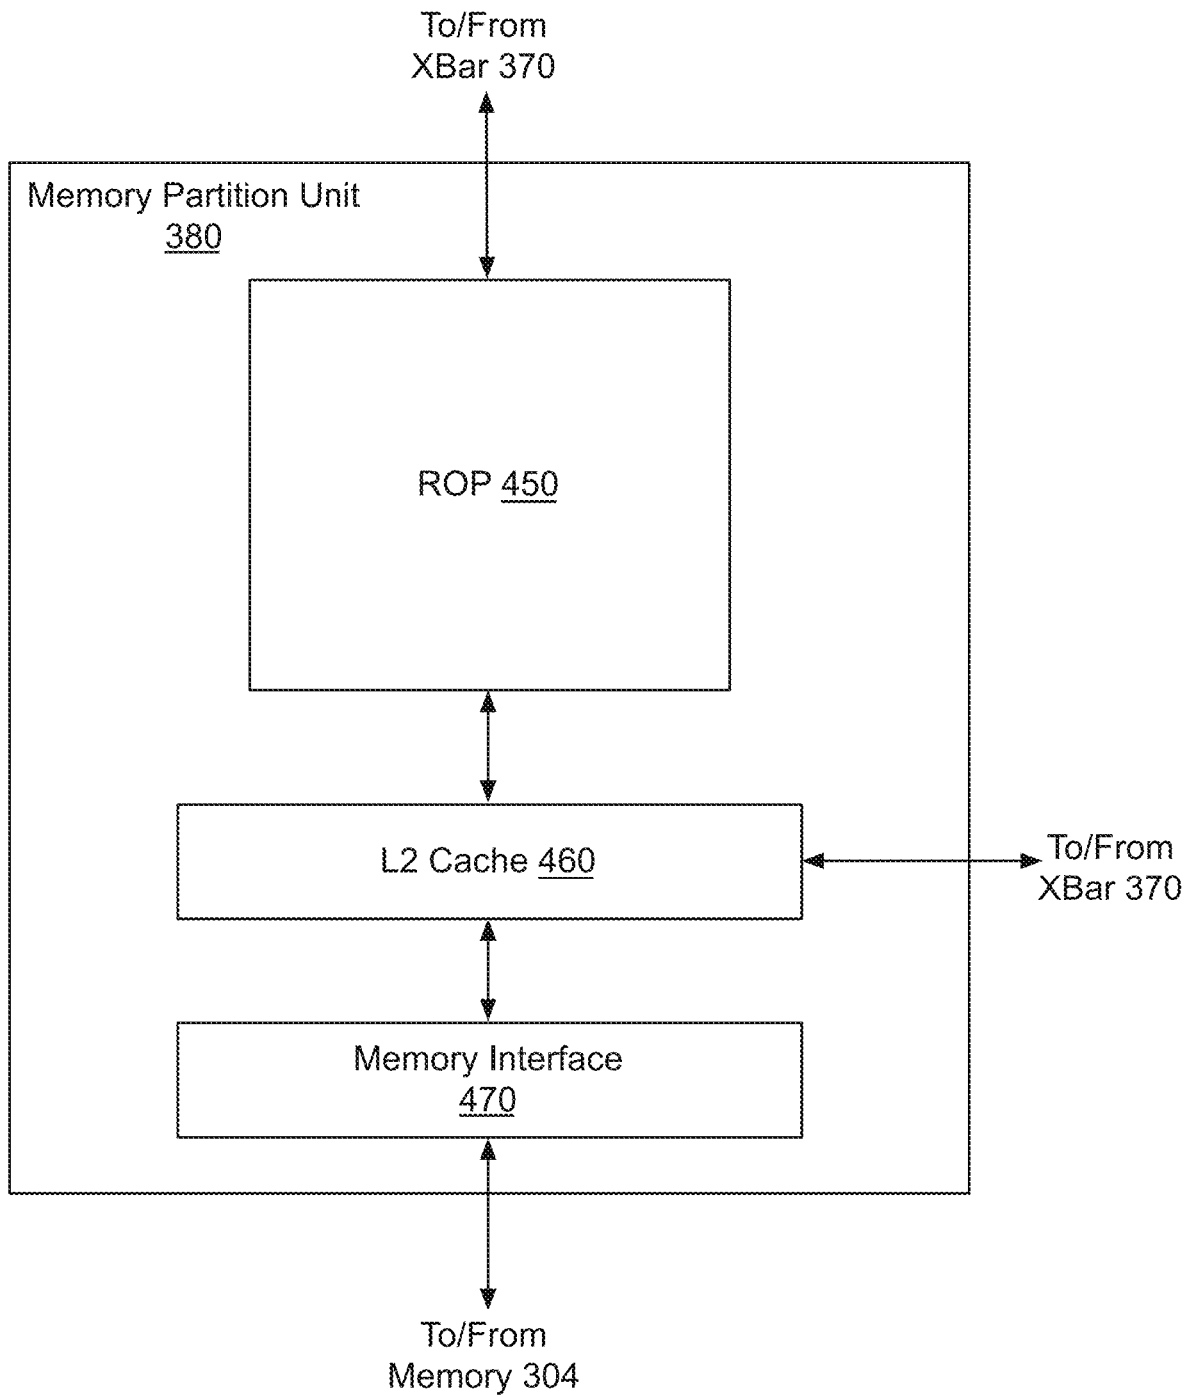 To/From
XBar 370
Memory Partition Unit
380
ROP 450
L2 Cache 460
To/From
XBar 370
Memory Interface
470
To/From
Memory 304